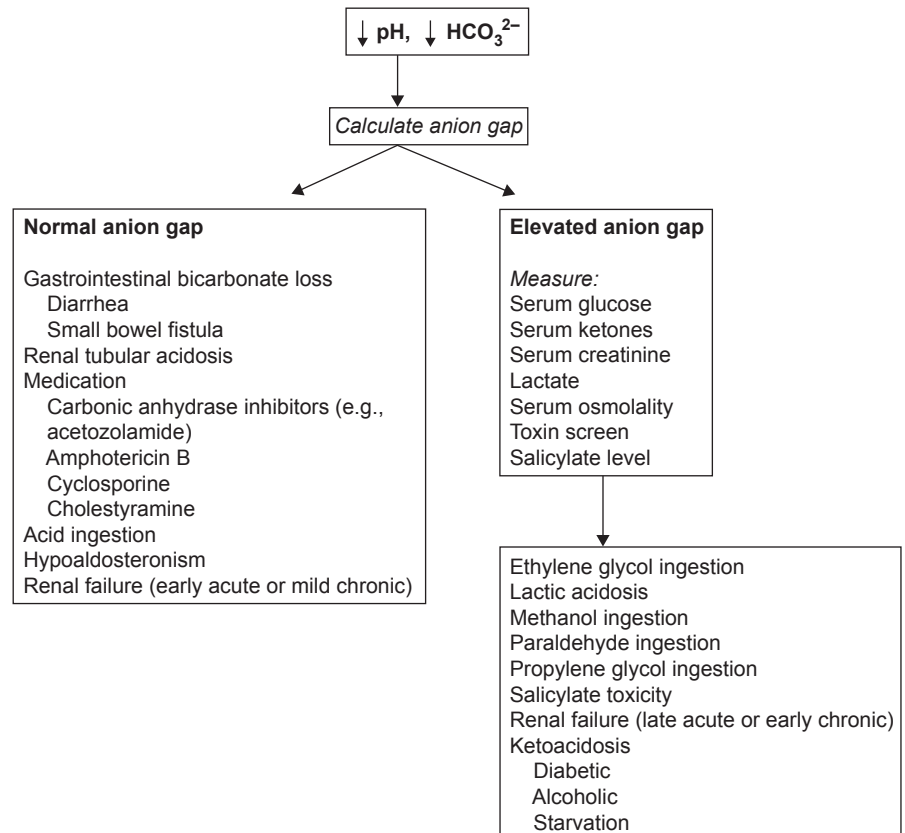 ↓ pH, ↓ HCO₃²⁻
Calculate anion gap
Normal anion gap
Gastrointestinal bicarbonate loss
Diarrhea
Small bowel fistula
Renal tubular acidosis
Medication
Carbonic anhydrase inhibitors (e.g.,
acetozolamide)
Amphotericin B
Cyclosporine
Cholestyramine
Acid ingestion
Hypoaldosteronism
Renal failure (early acute or mild chronic)
Elevated anion gap
Measure:
Serum glucose
Serum ketones
Serum creatinine
Lactate
Serum osmolality
Toxin screen
Salicylate level
Ethylene glycol ingestion
Lactic acidosis
Methanol ingestion
Paraldehyde ingestion
Propylene glycol ingestion
Salicylate toxicity
Renal failure (late acute or early chronic)
Ketoacidosis
Diabetic
Alcoholic
Starvation